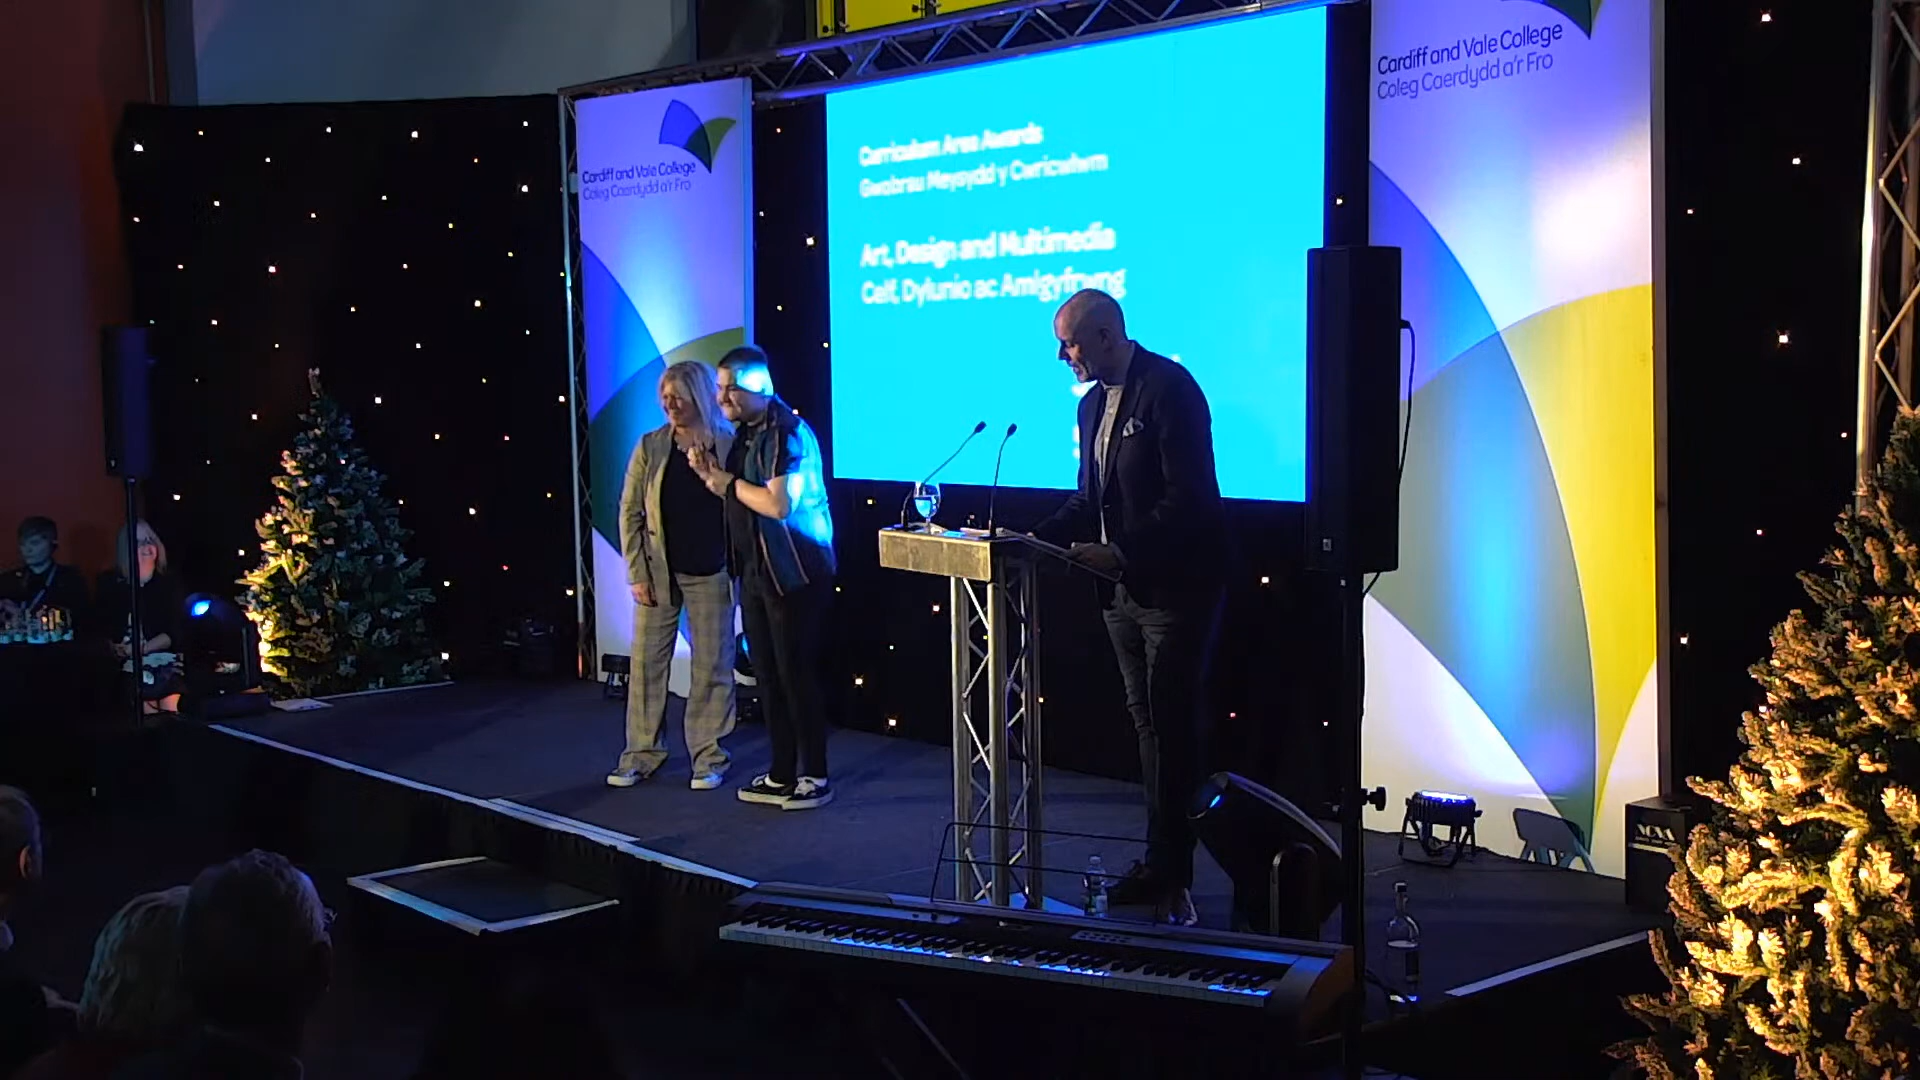 Cardiff and Vale College
Coleg Caerdydd a'r Fro
Curriculum Area Awards
Gwobrau Meysydd y Cwricwlwm
Art, Design and Multimedia
Celf, Dylunio ac Amlgyfrwng
Cardiff and Vale College
Coleg Caerdydd a'r Fro
NOVA